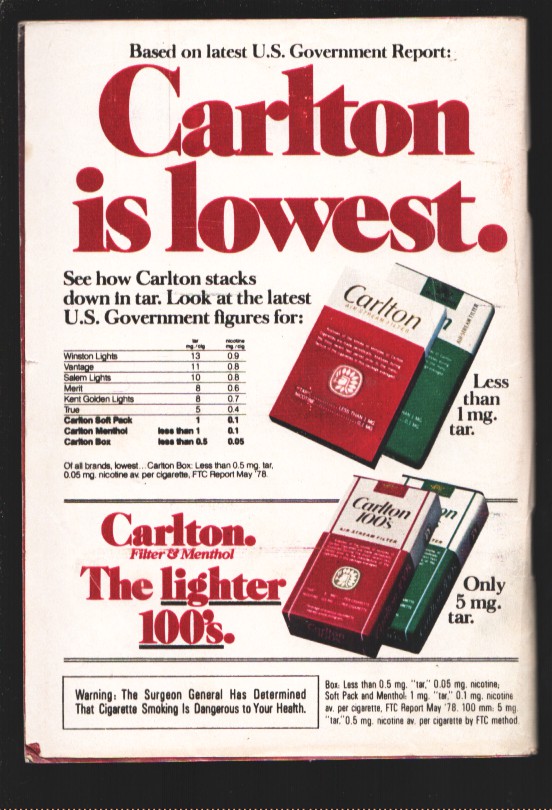 Based on latest U.S. Government Report:
Carlton
is lowest.
See how Carlton stacks
down in tar. Look at the latest
U.S. Government figures for:
tar nicotine
mg./cig mg./cig
Winston Lights 13 0.9
Vantage 11 0.8
Salem Lights 10 0.8
Merit 8 0.6
Kent Golden Lights 8 0.7
True 5 0.4
Carlton Soft Pack 1 0.1
Carlton Menthol less than 1 0.1
Carlton Box less than 0.5 0.05
Of all brands, lowest...Carlton Box: Less than 0.5 mg. tar,
0.05 mg. nicotine av. per cigarette, FTC Report May '78.
Carlton
AIR-STREAM FILTER
LESS THAN 1 MG.
Less
than
1 mg.
tar.
Carlton.
Filter & Menthol
The lighter
100's.
Carlton
100's
AIR-STREAM FILTER
Only
5 mg.
tar.
Warning: The Surgeon General Has Determined
That Cigarette Smoking Is Dangerous to Your Health.
Box: Less than 0.5 mg. "tar," 0.05 mg. nicotine;
Soft Pack and Menthol: 1 mg. "tar," 0.1 mg. nicotine
av. per cigarette, FTC Report May '78. 100 mm: 5 mg.
"tar," 0.5 mg. nicotine av. per cigarette by FTC method.